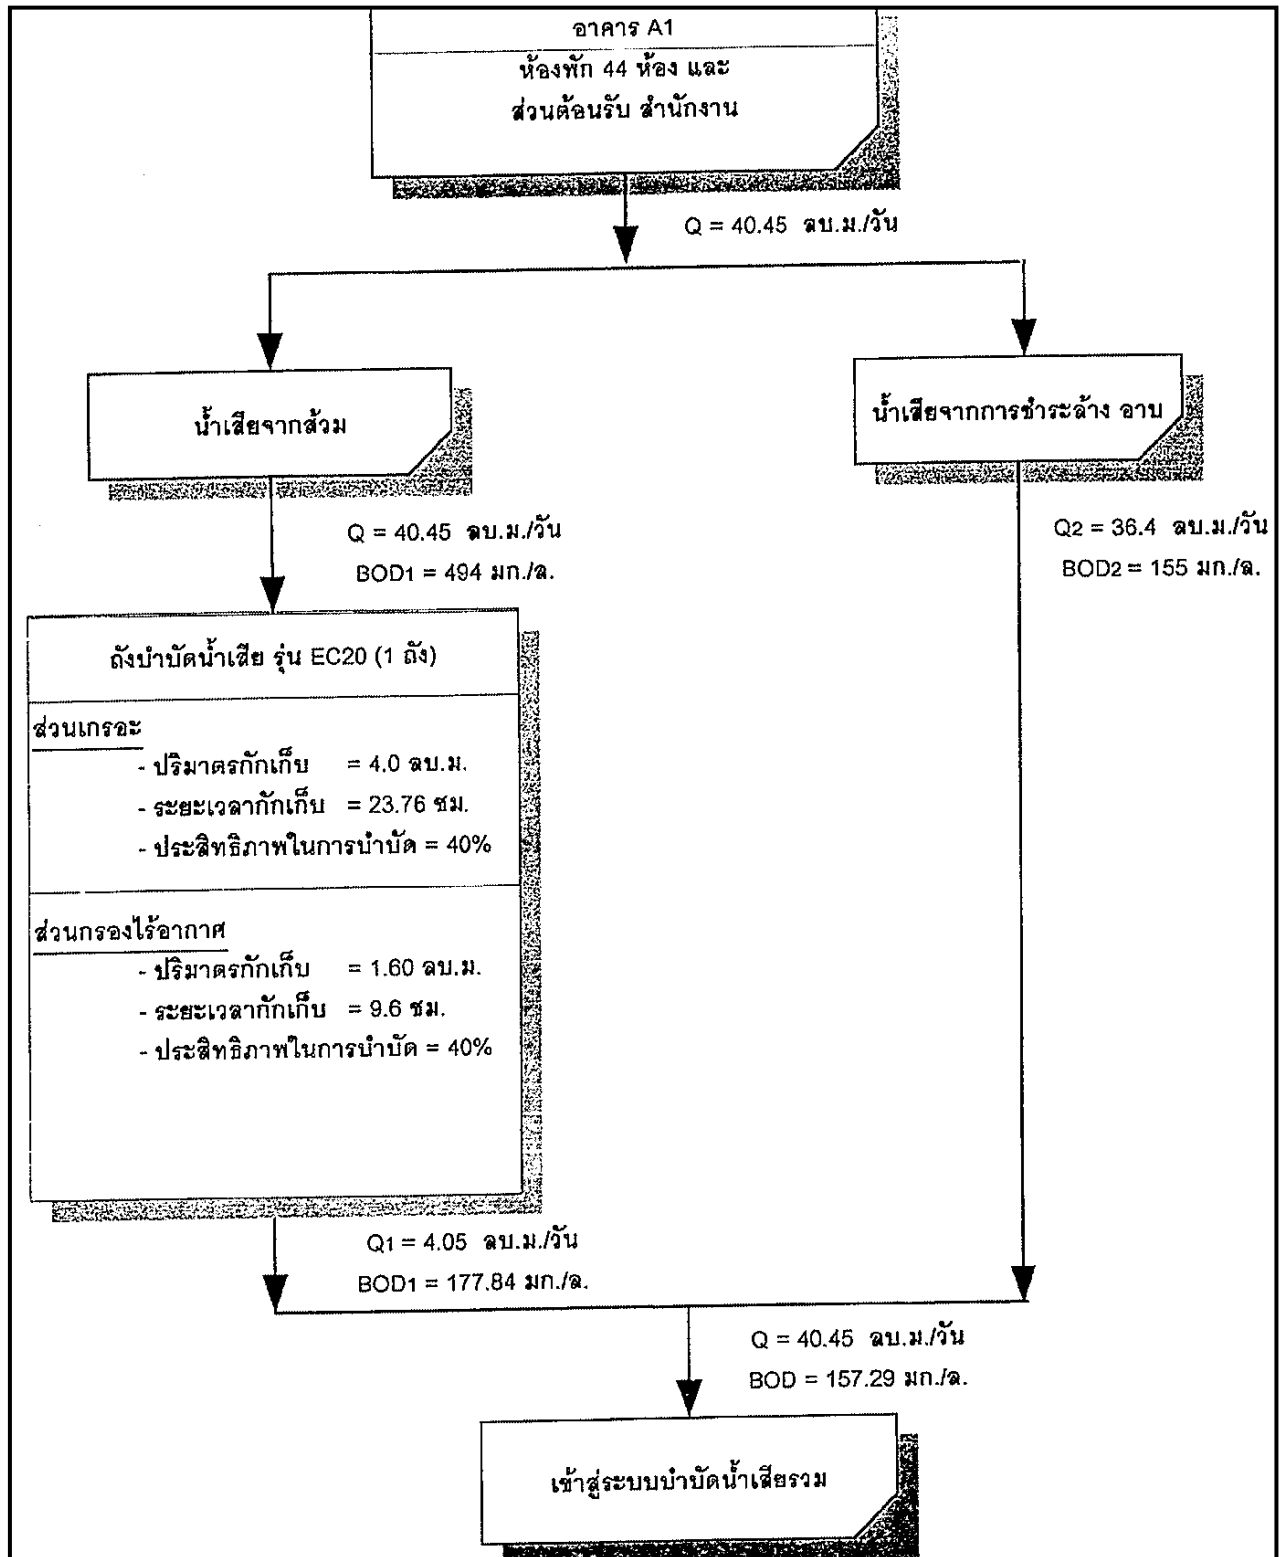 อาคาร A1
ห้องพัก 44 ห้อง และ
ส่วนต้อนรับ สำนักงาน
Q = 40.45 ลบ.ม./วัน
น้ำเสียจากส้วม
น้ำเสียจากการชำระล้าง อาบ
Q = 40.45 ลบ.ม./วัน
BOD1 = 494 มก./ล.
Q2 = 36.4 ลบ.ม./วัน
BOD2 = 155 มก./ล.
ถังบำบัดน้ำเสีย รุ่น EC20 (1 ถัง)
ส่วนเกรอะ
- ปริมาตรกักเก็บ = 4.0 ลบ.ม.
- ระยะเวลากักเก็บ = 23.76 ชม.
- ประสิทธิภาพในการบำบัด = 40%
ส่วนกรองไร้อากาศ
- ปริมาตรกักเก็บ = 1.60 ลบ.ม.
- ระยะเวลากักเก็บ = 9.6 ชม.
- ประสิทธิภาพในการบำบัด = 40%
Q1 = 4.05 ลบ.ม./วัน
BOD1 = 177.84 มก./ล.
Q = 40.45 ลบ.ม./วัน
BOD = 157.29 มก./ล.
เข้าสู่ระบบบำบัดน้ำเสียรวม